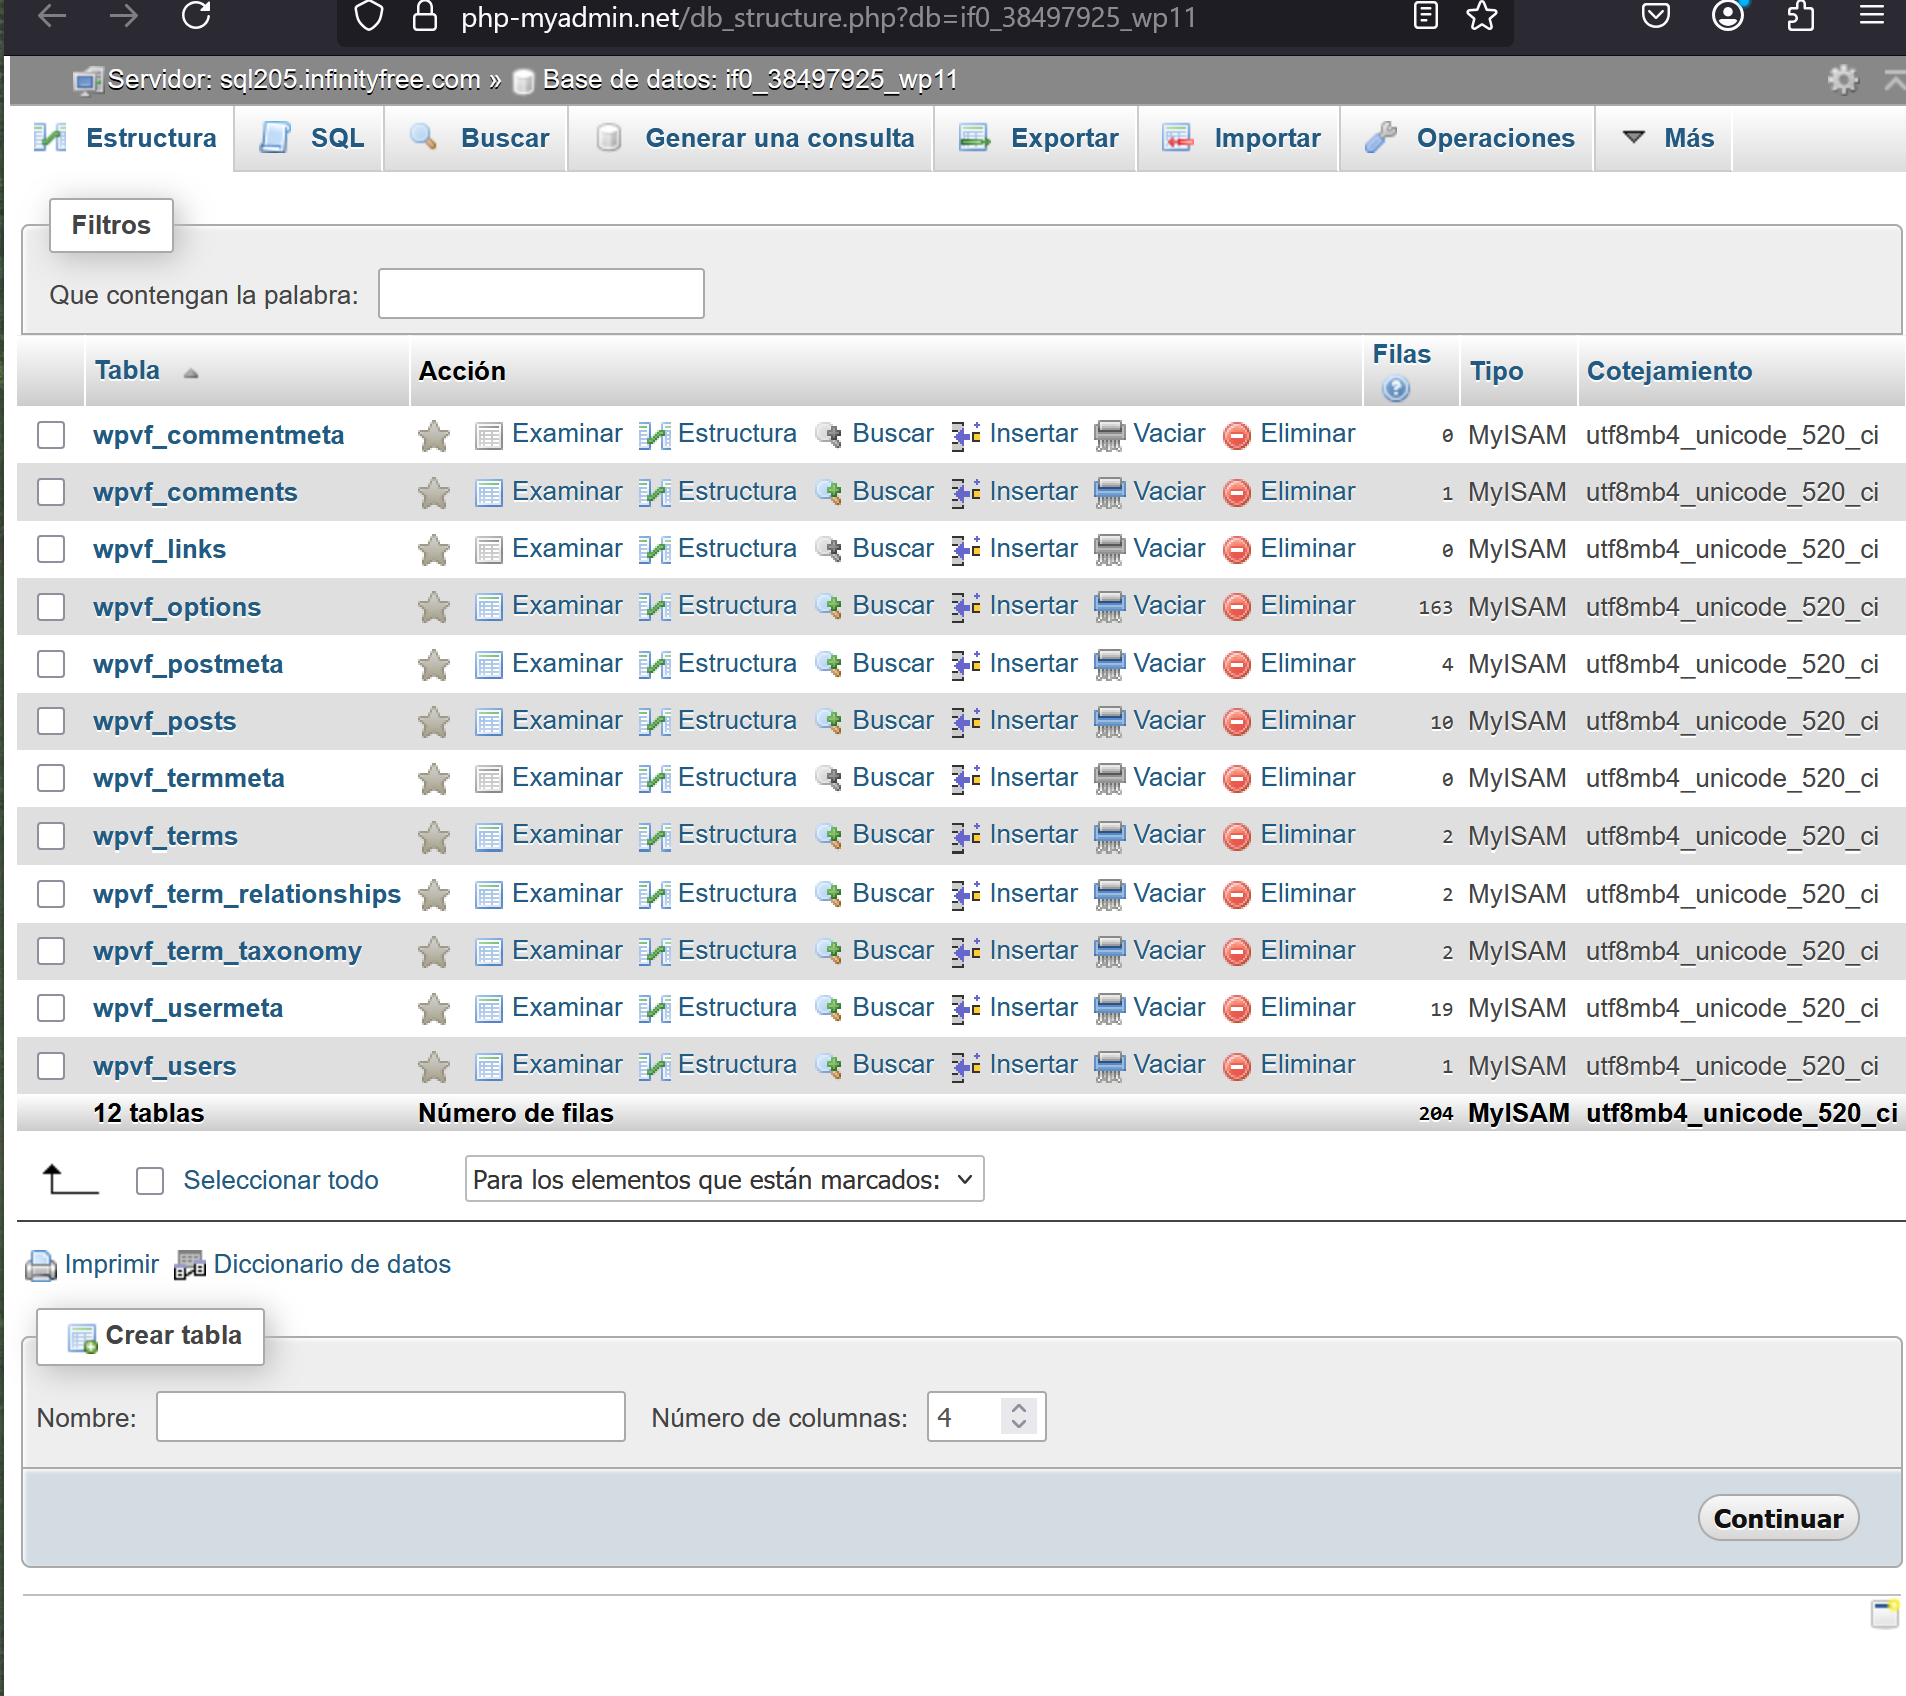 php-myadmin.net/db_structure.php?db=if0_38497925_wp11
Servidor: sql205.infinityfree.com » Base de datos: if0_38497925_wp11
Estructura SQL Buscar Generar una consulta Exportar Importar Operaciones Más
Filtros
Que contengan la palabra:
Tabla Acción Filas Tipo Cotejamiento
wpvf_commentmeta Examinar Estructura Buscar Insertar Vaciar Eliminar 0 MyISAM utf8mb4_unicode_520_ci
wpvf_comments Examinar Estructura Buscar Insertar Vaciar Eliminar 1 MyISAM utf8mb4_unicode_520_ci
wpvf_links Examinar Estructura Buscar Insertar Vaciar Eliminar 0 MyISAM utf8mb4_unicode_520_ci
wpvf_options Examinar Estructura Buscar Insertar Vaciar Eliminar 163 MyISAM utf8mb4_unicode_520_ci
wpvf_postmeta Examinar Estructura Buscar Insertar Vaciar Eliminar 4 MyISAM utf8mb4_unicode_520_ci
wpvf_posts Examinar Estructura Buscar Insertar Vaciar Eliminar 10 MyISAM utf8mb4_unicode_520_ci
wpvf_termmeta Examinar Estructura Buscar Insertar Vaciar Eliminar 0 MyISAM utf8mb4_unicode_520_ci
wpvf_terms Examinar Estructura Buscar Insertar Vaciar Eliminar 2 MyISAM utf8mb4_unicode_520_ci
wpvf_term_relationships Examinar Estructura Buscar Insertar Vaciar Eliminar 2 MyISAM utf8mb4_unicode_520_ci
wpvf_term_taxonomy Examinar Estructura Buscar Insertar Vaciar Eliminar 2 MyISAM utf8mb4_unicode_520_ci
wpvf_usermeta Examinar Estructura Buscar Insertar Vaciar Eliminar 19 MyISAM utf8mb4_unicode_520_ci
wpvf_users Examinar Estructura Buscar Insertar Vaciar Eliminar 1 MyISAM utf8mb4_unicode_520_ci
12 tablas Número de filas 204 MyISAM utf8mb4_unicode_520_ci
Seleccionar todo Para los elementos que están marcados:
Imprimir Diccionario de datos
Crear tabla
Nombre: Número de columnas: 4
Continuar